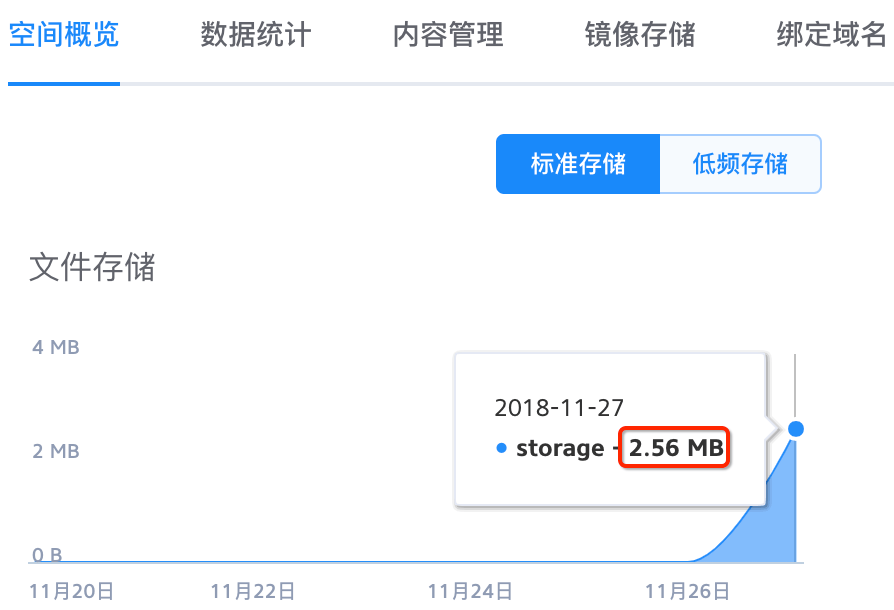 空间概览 数据统计 内容管理 镜像存储 绑定域名
标准存储 低频存储
文件存储
4 MB
2018-11-27
storage - 2.56 MB
2 MB
0 B
11月20日 11月22日 11月24日 11月26日